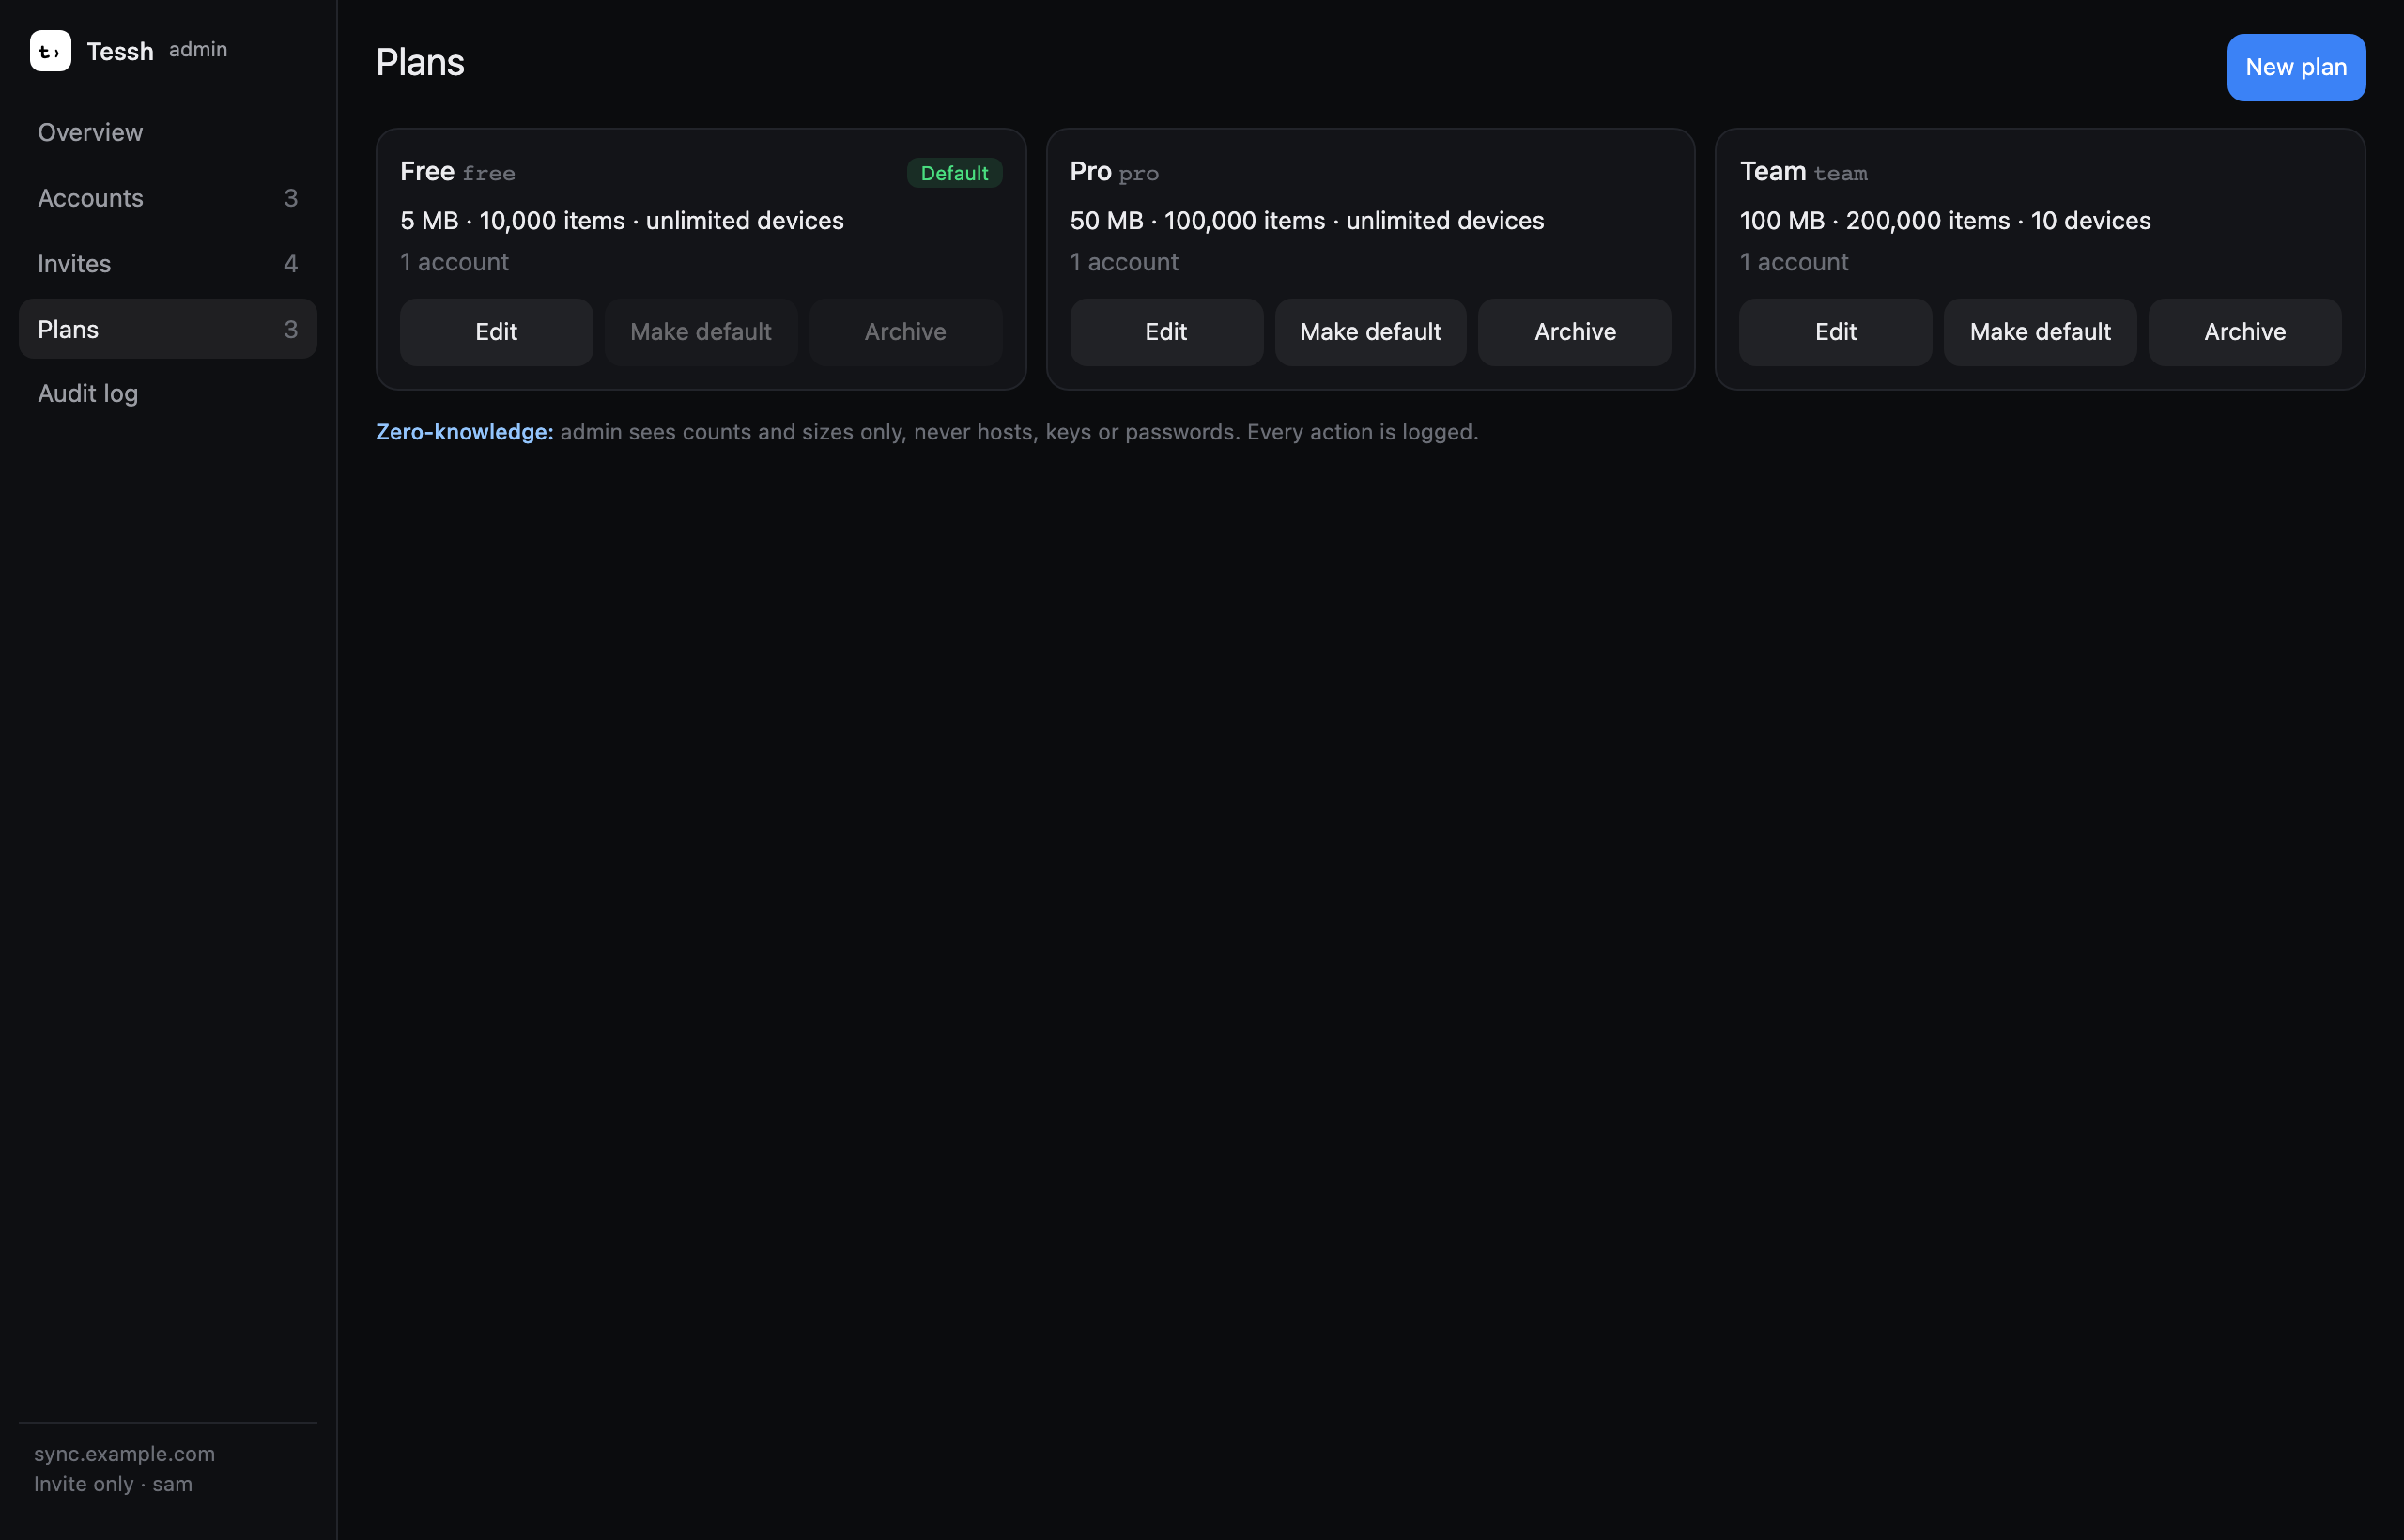 t›
Tessh admin
Overview
Accounts 3
Invites 4
Plans 3
Audit log
sync.example.com
Invite only · sam
Plans
New plan
Free free Default
5 MB · 10,000 items · unlimited devices
1 account
Edit Make default Archive
Pro pro
50 MB · 100,000 items · unlimited devices
1 account
Edit Make default Archive
Team team
100 MB · 200,000 items · 10 devices
1 account
Edit Make default Archive
Zero-knowledge: admin sees counts and sizes only, never hosts, keys or passwords. Every action is logged.